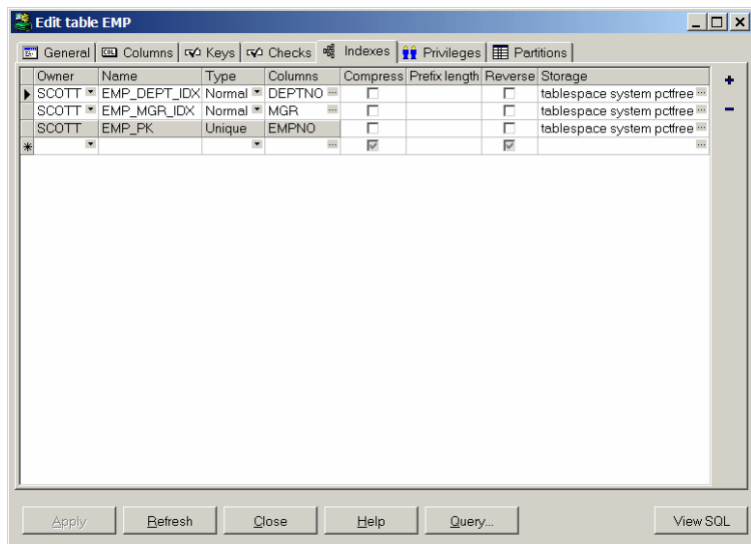 Edit table EMP
General Columns Keys Checks Indexes Privileges Partitions
Owner Name Type Columns Compress Prefix length Reverse Storage
SCOTT EMP_DEPT_IDX Normal DEPTNO ... tablespace system pctfree ...
SCOTT EMP_MGR_IDX Normal MGR ... tablespace system pctfree ...
SCOTT EMP_PK Unique EMPNO tablespace system pctfree ...
Apply Refresh Close Help Query... View SQL